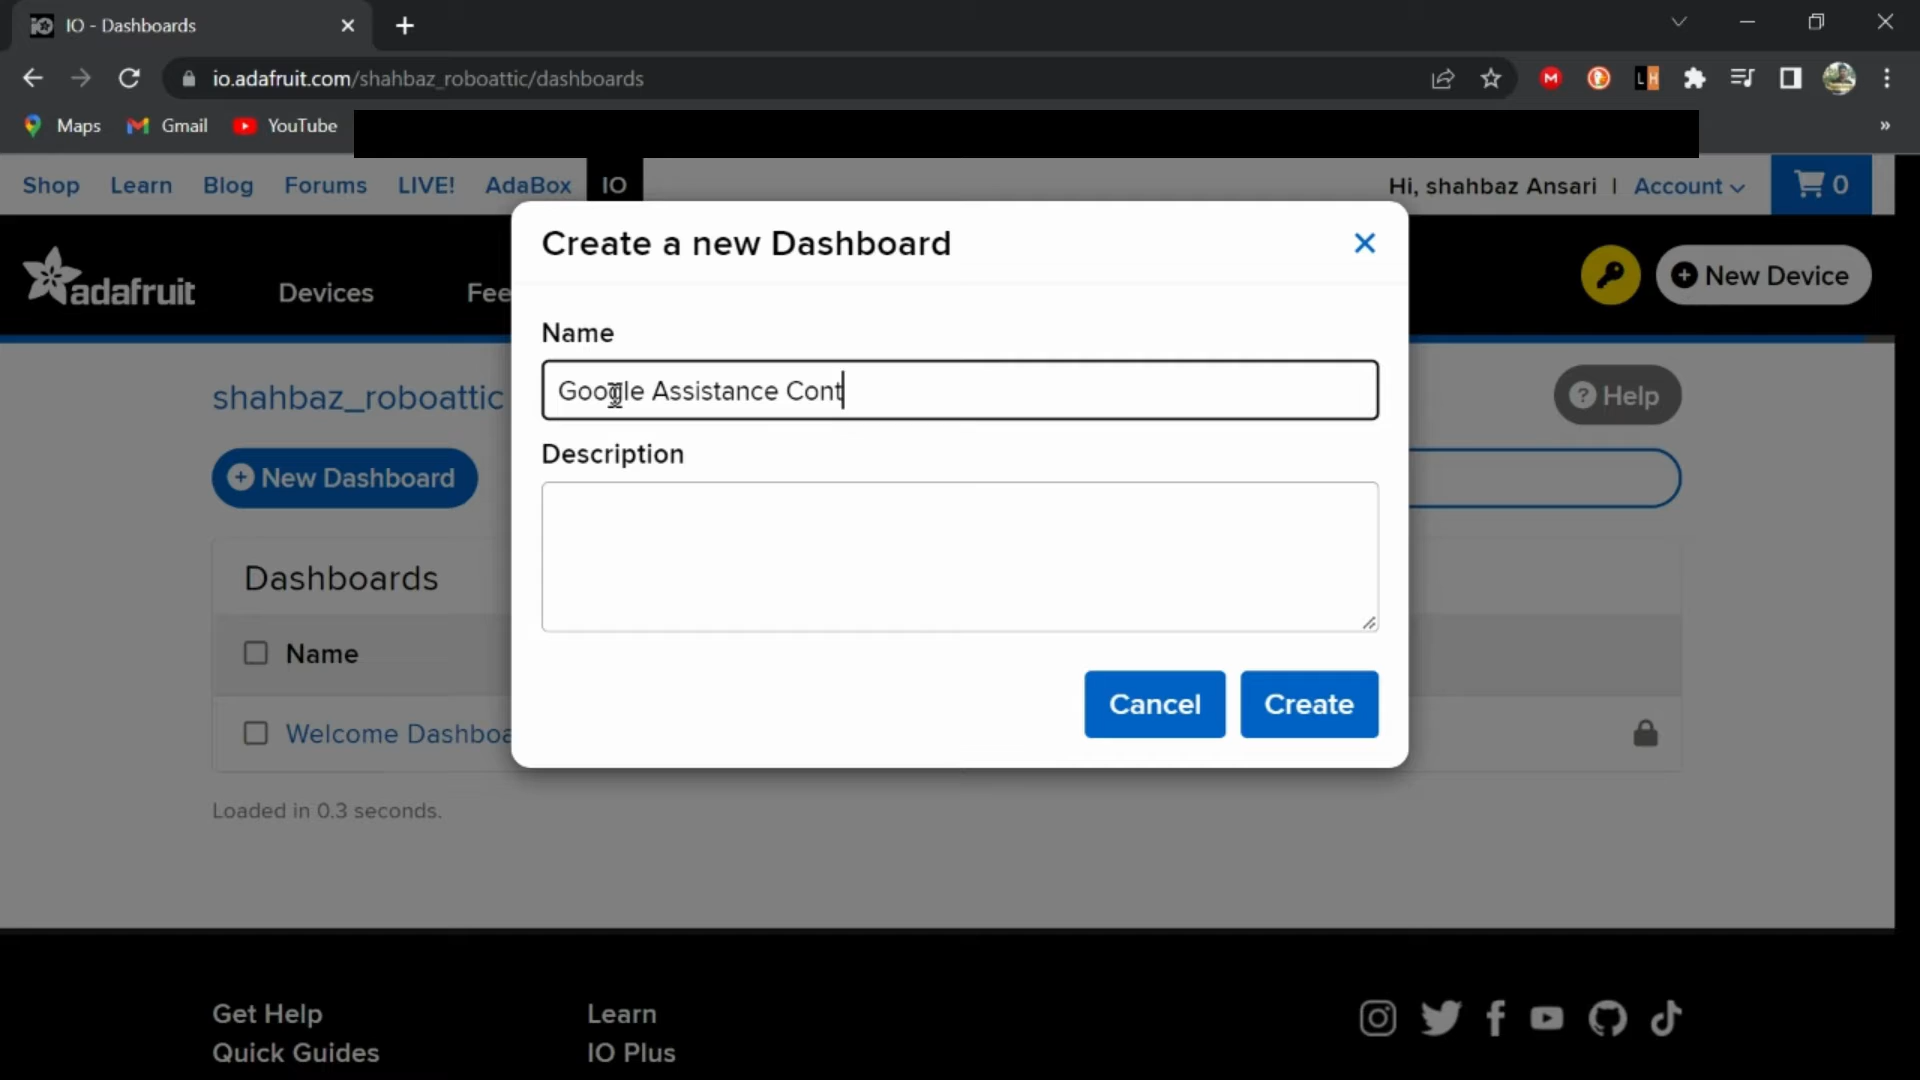 IO - Dashboards
io.adafruit.com/shahbaz_roboattic/dashboards
Maps Gmail YouTube »
Shop Learn Blog Forums LIVE! AdaBox IO Hi, shahbaz Ansari | Account 0
adafruit Devices Fee New Device
Create a new Dashboard
Name
Google Assistance Cont
Description
Cancel Create
shahbaz_roboattic Help
New Dashboard
Dashboards
Name
Welcome Dashboa
Loaded in 0.3 seconds.
Get Help Learn
Quick Guides IO Plus